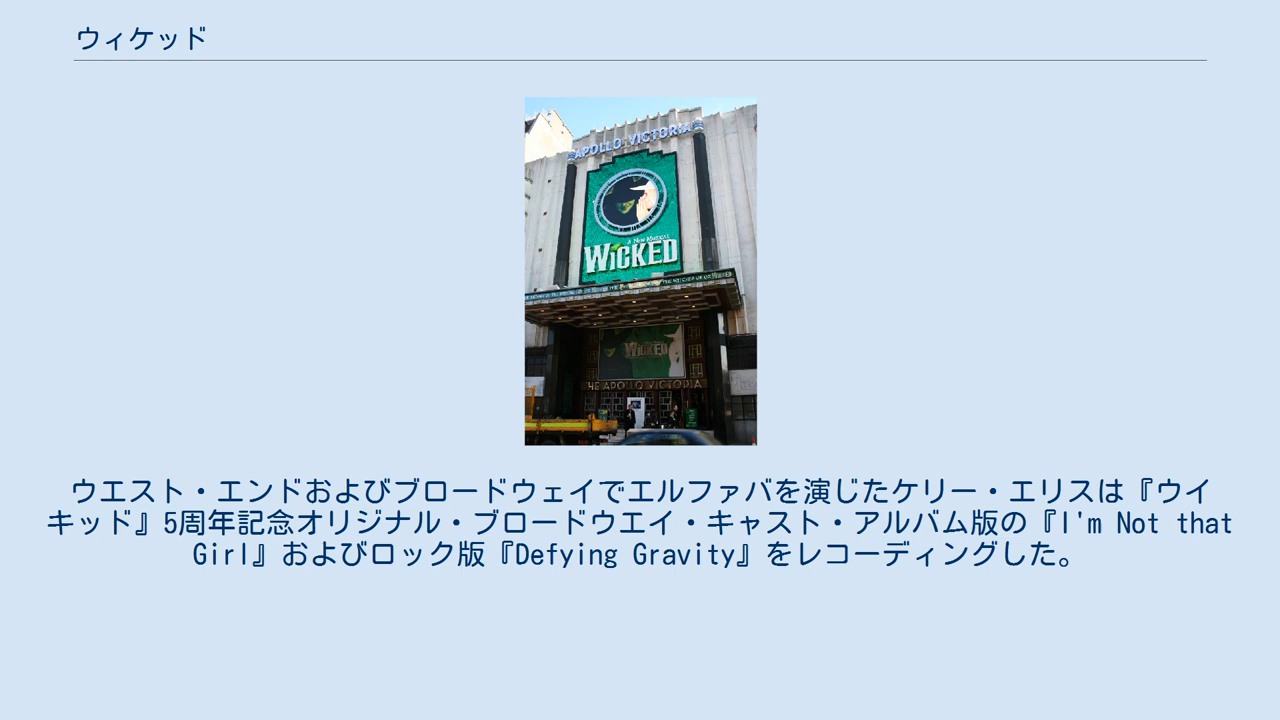 ウィケッド
APOLLO VICTORIA
A New Musical
WICKED
WICKED
THE APOLLO VICTORIA
ウエスト・エンドおよびブロードウェイでエルファバを演じたケリー・エリスは『ウイ
キッド』5周年記念オリジナル・ブロードウエイ・キャスト・アルバム版の『I'm Not that
Girl』およびロック版『Defying Gravity』をレコーディングした。